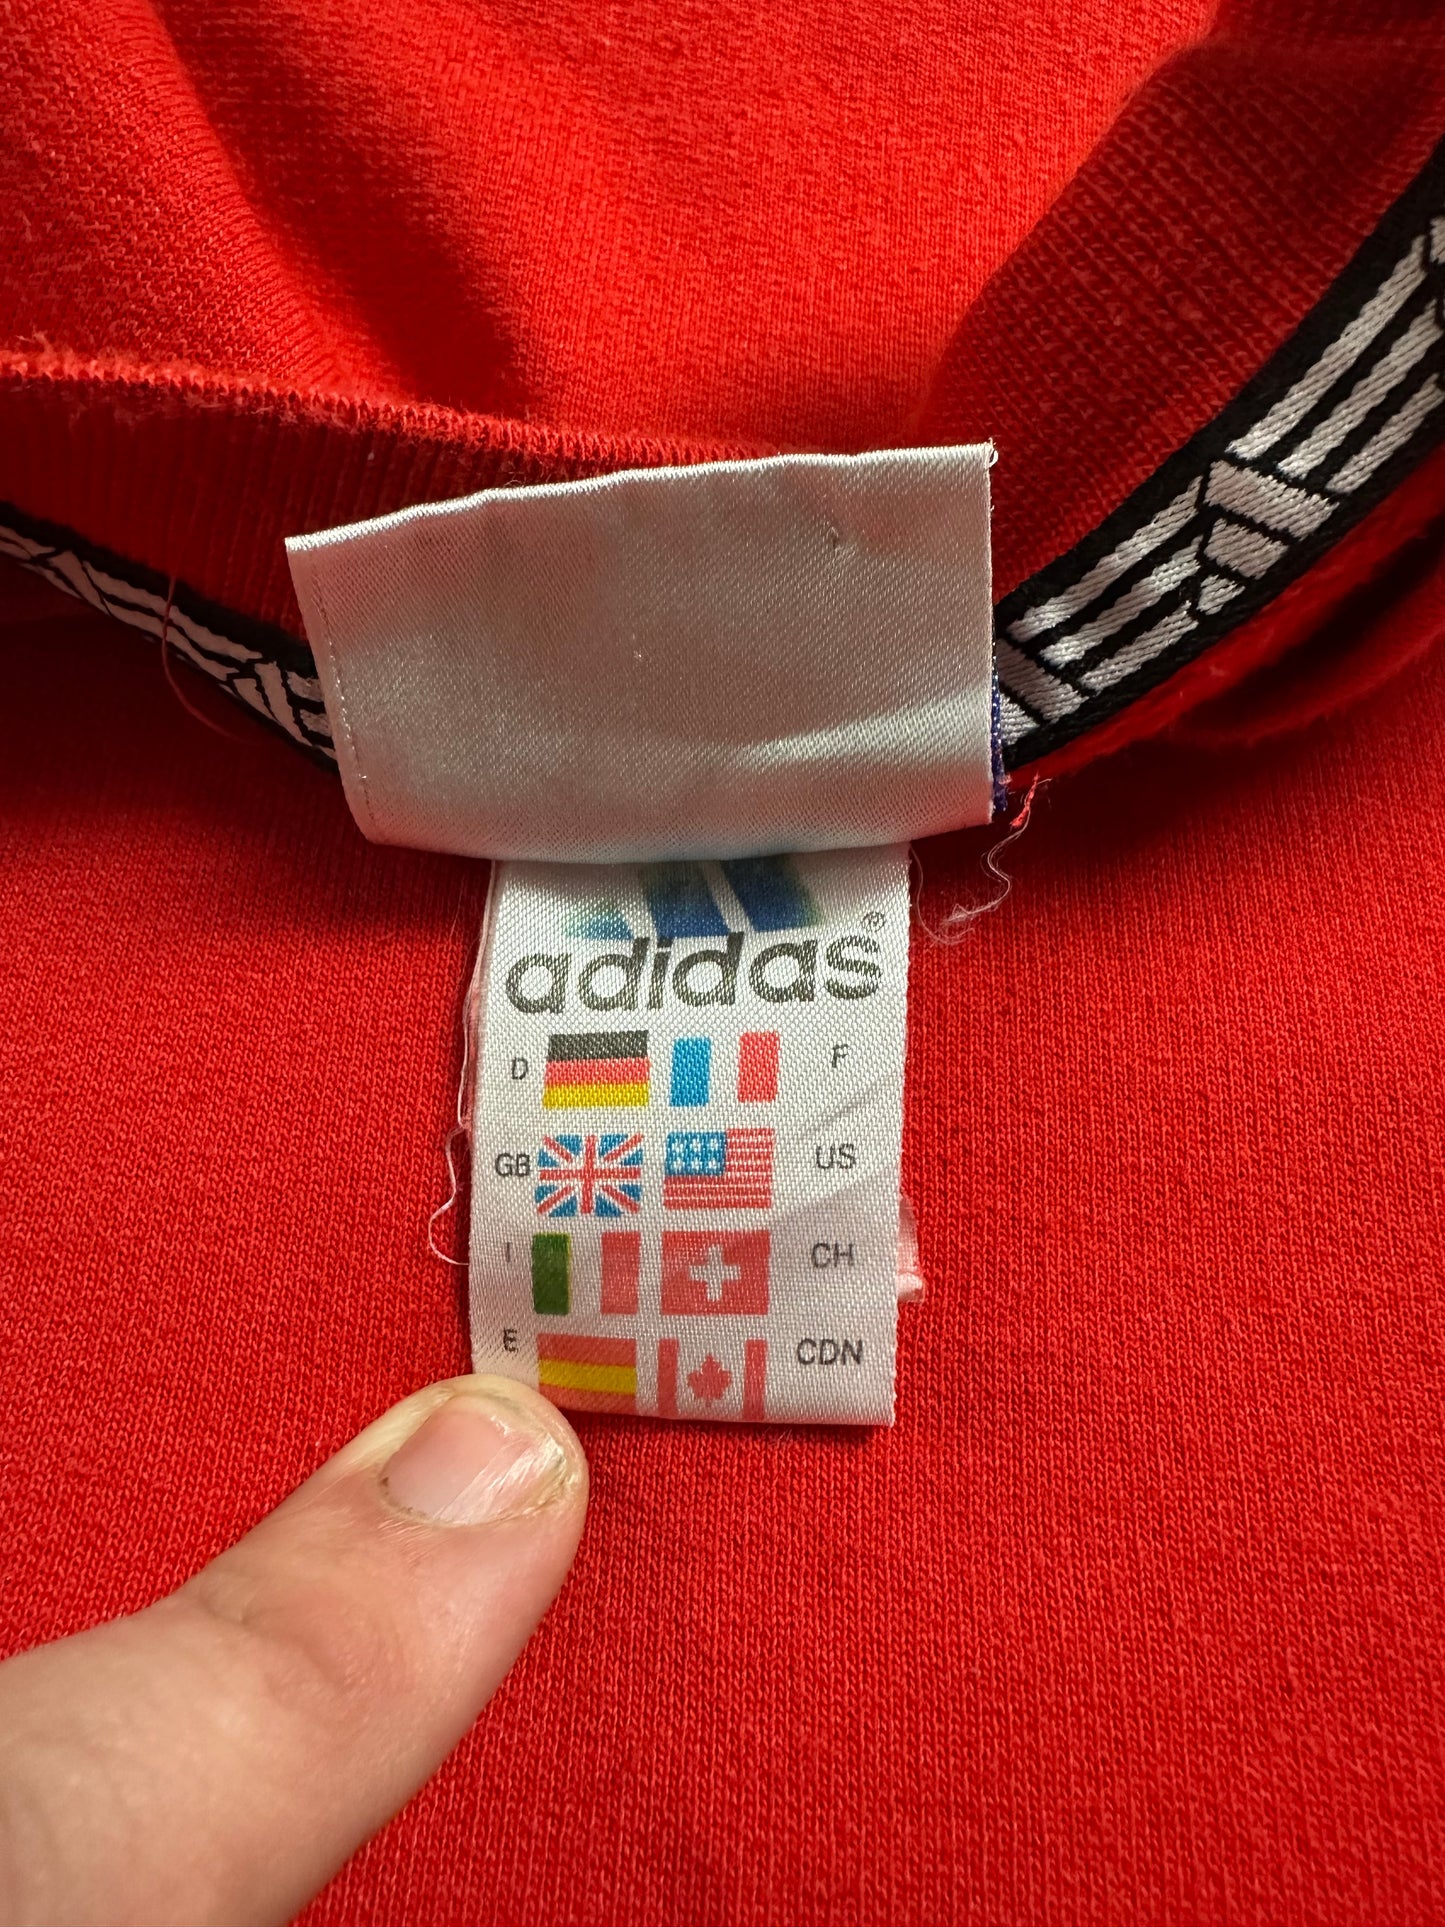 adidas®
D F
GB US
I CH
E CDN